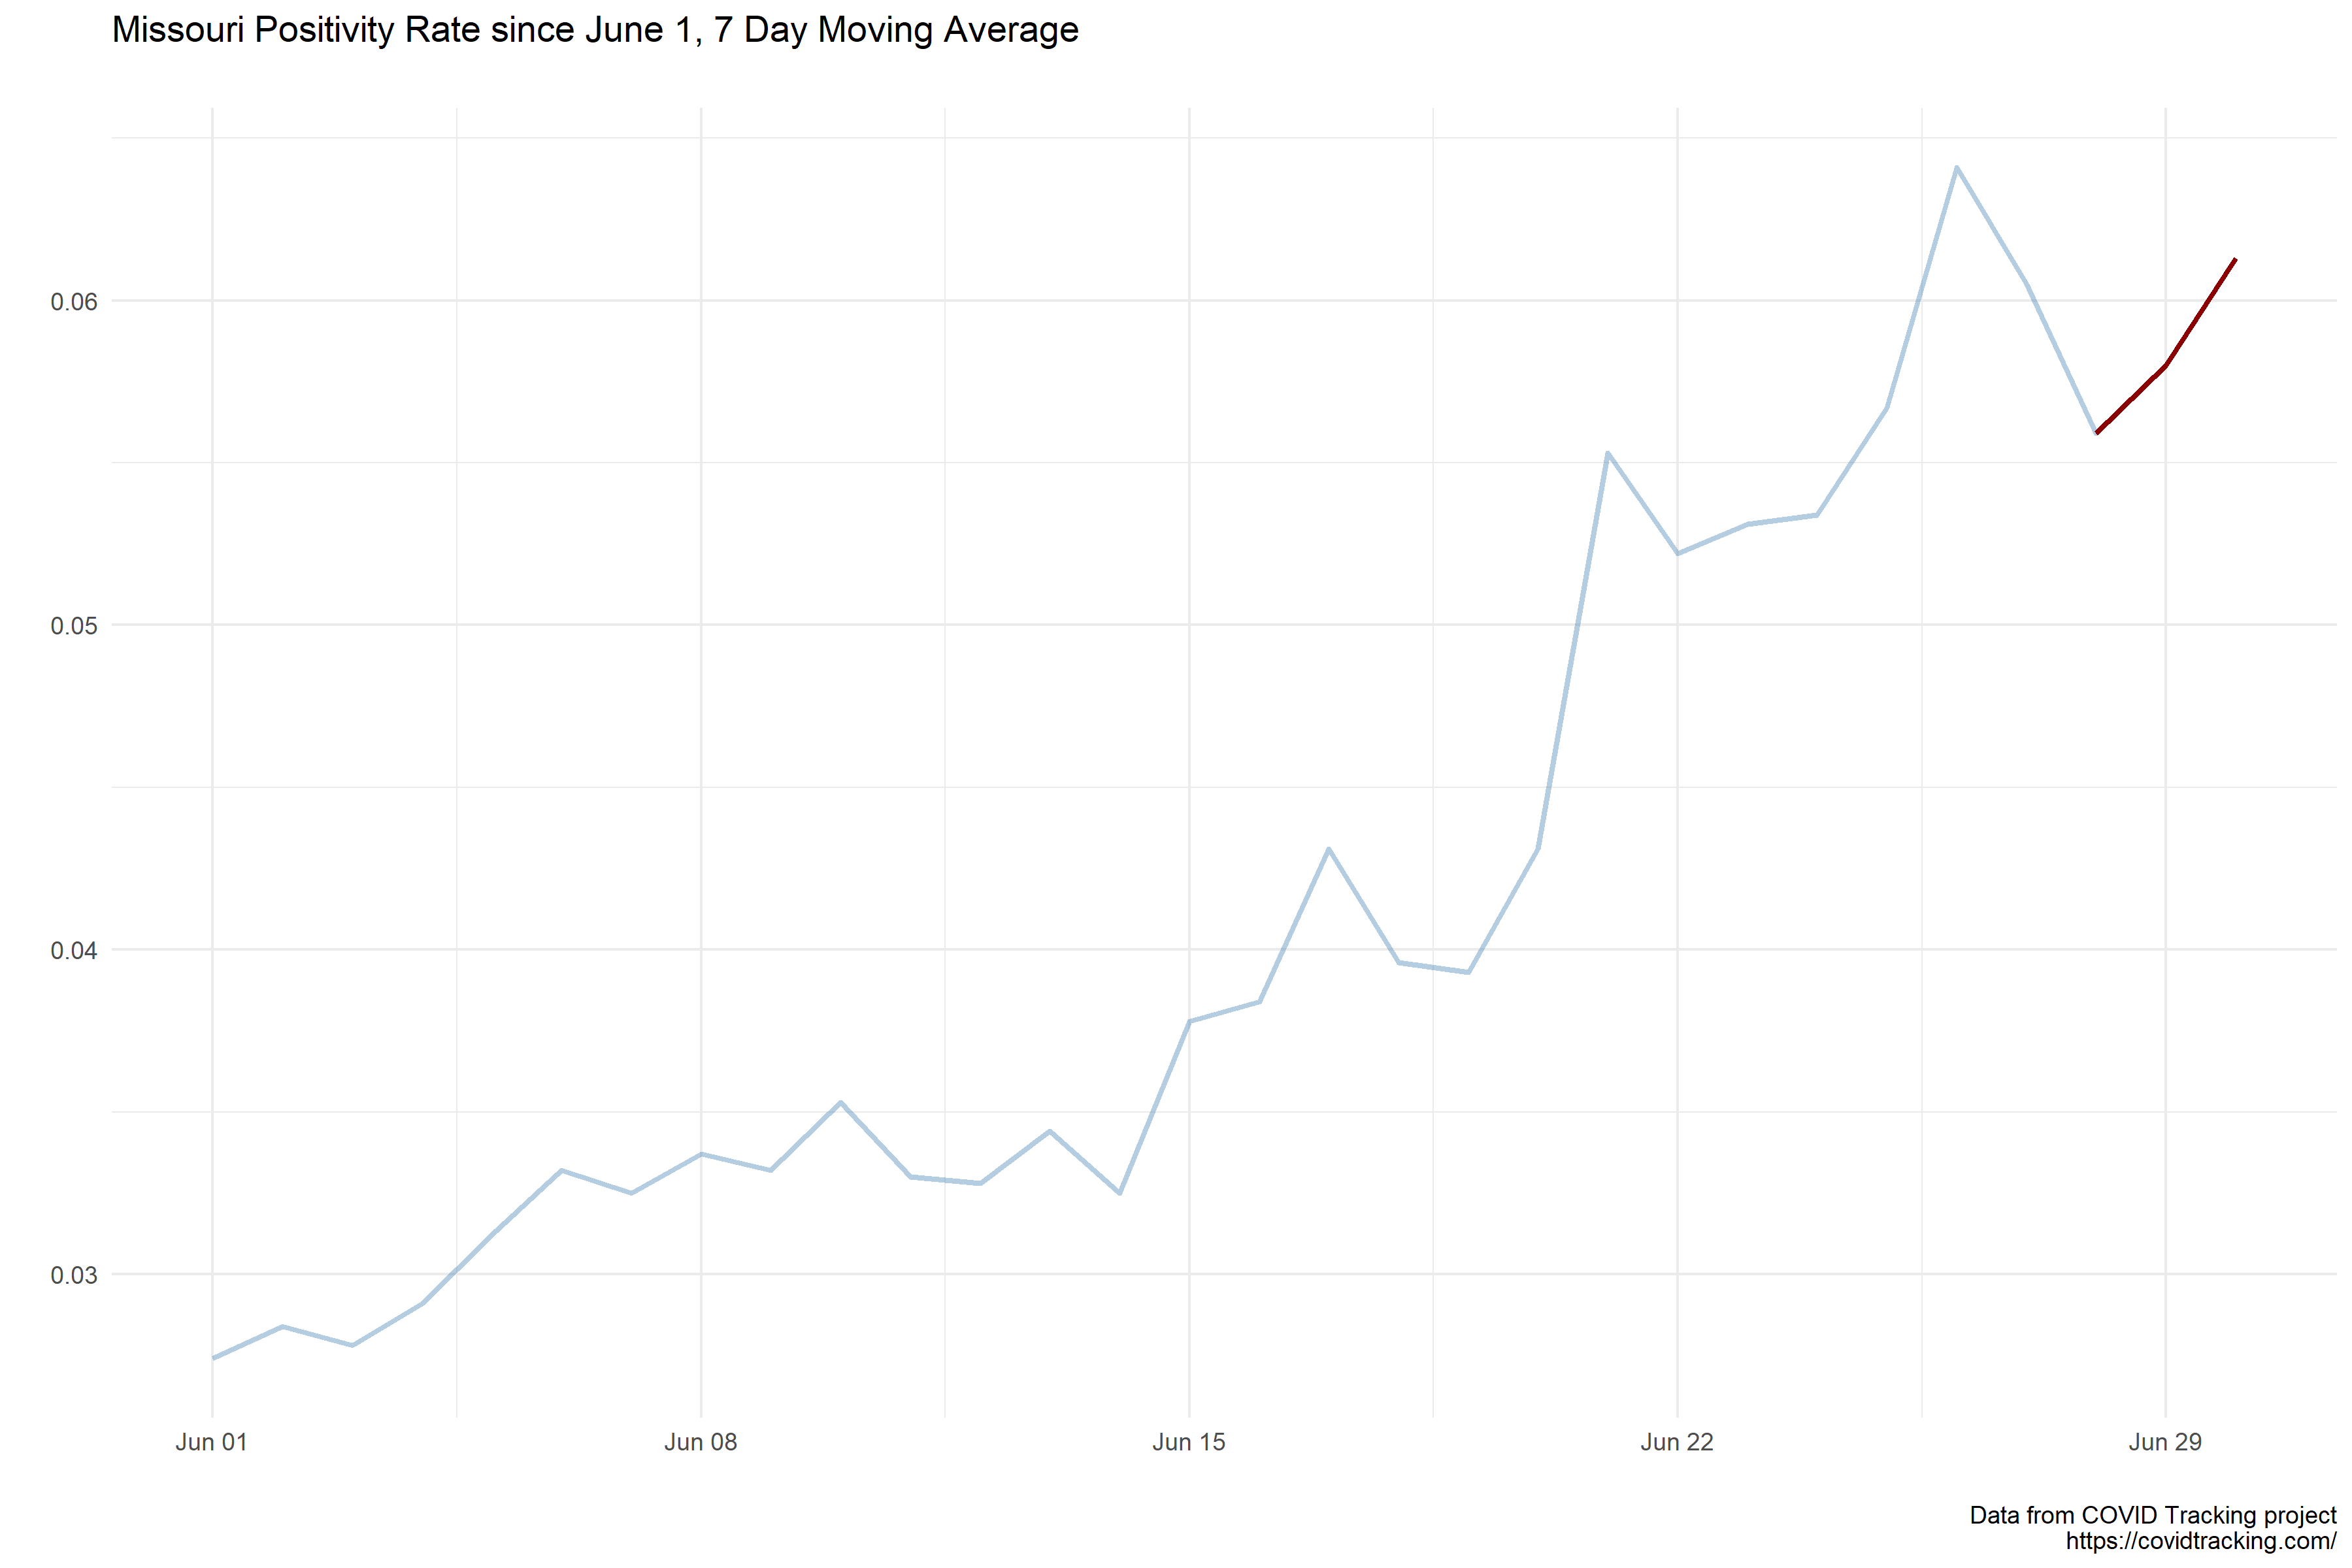 Missouri Positivity Rate since June 1, 7 Day Moving Average
0.06
0.05
0.04
0.03
Jun 01 Jun 08 Jun 15 Jun 22 Jun 29
Data from COVID Tracking project
https://covidtracking.com/